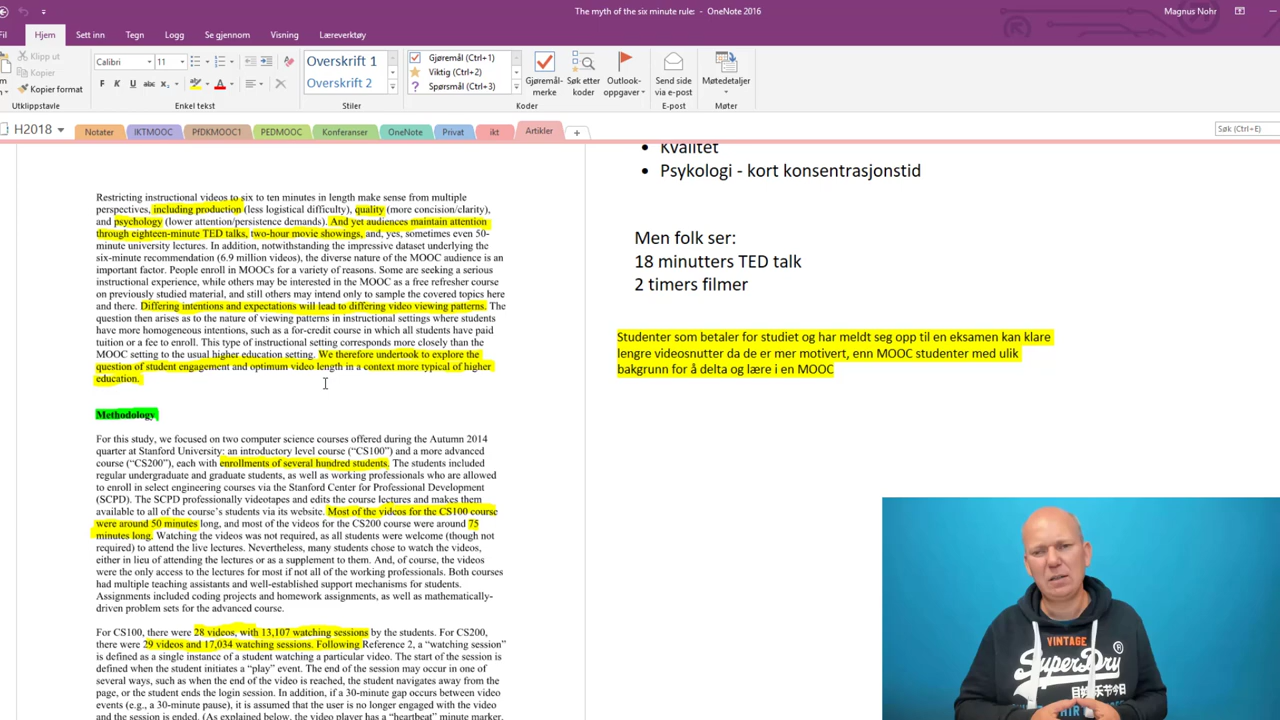 The myth of the six minute rule: - OneNote 2016
Magnus Nohr
Hjem
Sett inn
Tegn
Logg
Se gjennom
Visning
Læreverktøy
Klipp ut
Kopier
Kopier format
Utklippstavle
Calibri
11
F
K
U
abc
x₂
A
Enkel tekst
Overskrift 1
Overskrift 2
Stiler
Gjøremål (Ctrl+1)
Viktig (Ctrl+2)
Spørsmål (Ctrl+3)
Gjøremål-
merke
Søk etter
koder
Outlook-
oppgaver
Koder
Send side
via e-post
E-post
Møtedetaljer
Møter
H2018
Notater
IKTMOOC
PfDKMOOC1
PEDMOOC
Konferanser
OneNote
Privat
ikt
Artikler
+
Søk (Ctrl+E)
Restricting instructional videos to six to ten minutes in length make sense from multiple
perspectives, including production (less logistical difficulty), quality (more concision/clarity),
and psychology (lower attention/persistence demands). And yet audiences maintain attention
through eighteen-minute TED talks, two-hour movie showings, and, yes, sometimes even 50-
minute university lectures. In addition, notwithstanding the impressive dataset underlying the
six-minute recommendation (6.9 million videos), the diverse nature of the MOOC audience is an
important factor. People enroll in MOOCs for a variety of reasons. Some are seeking a serious
instructional experience, while others may be interested in the MOOC as a free refresher course
on previously studied material, and still others may intend only to sample the covered topics here
and there. Differing intentions and expectations will lead to differing video viewing patterns. The
question then arises as to the nature of viewing patterns in instructional settings where students
have more homogeneous intentions, such as a for-credit course in which all students have paid
tuition or a fee to enroll. This type of instructional setting corresponds more closely than the
MOOC setting to the usual higher education setting. We therefore undertook to explore the
question of student engagement and optimum video length in a context more typical of higher
education.
Methodology
For this study, we focused on two computer science courses offered during the Autumn 2014
quarter at Stanford University: an introductory level course (“CS100”) and a more advanced
course (“CS200”), each with enrollments of several hundred students. The students included
regular undergraduate and graduate students, as well as working professionals who are allowed
to enroll in select engineering courses via the Stanford Center for Professional Development
(SCPD). The SCPD professionally videotapes and edits the course lectures and makes them
available to all of the course’s students via its website. Most of the videos for the CS100 course
were around 50 minutes long, and most of the videos for the CS200 course were around 75
minutes long. Watching the videos was not required, as all students were welcome (though not
required) to attend the live lectures. Nevertheless, many students chose to watch the videos,
either in lieu of attending the lectures or as a supplement to them. And, of course, the videos
were the only access to the lectures for most if not all of the working professionals. Both courses
had multiple teaching assistants and well-established support mechanisms for students.
Assignments included coding projects and homework assignments, as well as mathematically-
driven problem sets for the advanced course.
For CS100, there were 28 videos, with 13,107 watching sessions by the students. For CS200,
there were 29 videos and 17,034 watching sessions. Following Reference 2, a “watching session”
is defined as a single instance of a student watching a particular video. The start of the session is
defined when the student initiates a “play” event. The end of the session may occur in one of
several ways, such as when the end of the video is reached, the student navigates away from the
page, or the student ends the login session. In addition, if a 30-minute gap occurs between video
events (e.g., a 30-minute pause), it is assumed that the user is no longer engaged with the video
and the session is ended. (As explained below, the video player has a “heartbeat” minute marker,
• Kvalitet
• Psykologi - kort konsentrasjonstid
Men folk ser:
18 minutters TED talk
2 timers filmer
Studenter som betaler for studiet og har meldt seg opp til en eksamen kan klare
lengre videosnutter da de er mer motivert, enn MOOC studenter med ulik
bakgrunn for å delta og lære i en MOOC
VINTAGE
SuperDry